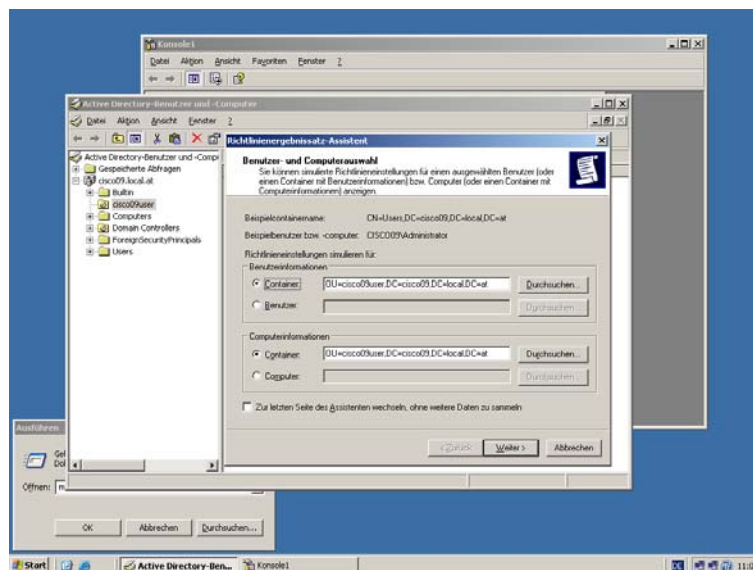 Konsole1
Datei Aktion Ansicht Favoriten Fenster ?
Active Directory-Benutzer und -Computer
Datei Aktion Ansicht Fenster ?
Active Directory-Benutzer und -Compu
Gespeicherte Abfragen
cisco09.local.at
Builtin
cisco09user
Computers
Domain Controllers
ForeignSecurityPrincipals
Users
Richtlinienergebnissatz-Assistent
Benutzer- und Computerauswahl
Sie können simulierte Richtlinieneinstellungen für einen ausgewählten Benutzer (oder
einen Container mit Benutzerinformationen) bzw. Computer (oder einen Container mit
Computerinformationen) anzeigen.
Beispielcontainername: CN=Users,DC=cisco09,DC=local,DC=at
Beispielbenutzer bzw. -computer: CISCO09\Administrator
Richtlinieneinstellungen simulieren für:
Benutzerinformationen
Container: OU=cisco09user,DC=cisco09,DC=local,DC=at Durchsuchen...
Benutzer: Durchsuchen...
Computerinformationen
Container: OU=cisco09user,DC=cisco09,DC=local,DC=at Durchsuchen...
Computer: Durchsuchen...
Zur letzten Seite des Assistenten wechseln, ohne weitere Daten zu sammeln
< Zurück Weiter > Abbrechen
Ausführen
Öffnen: m
OK Abbrechen Durchsuchen...
Start Active Directory-Ben... Konsole1 DE